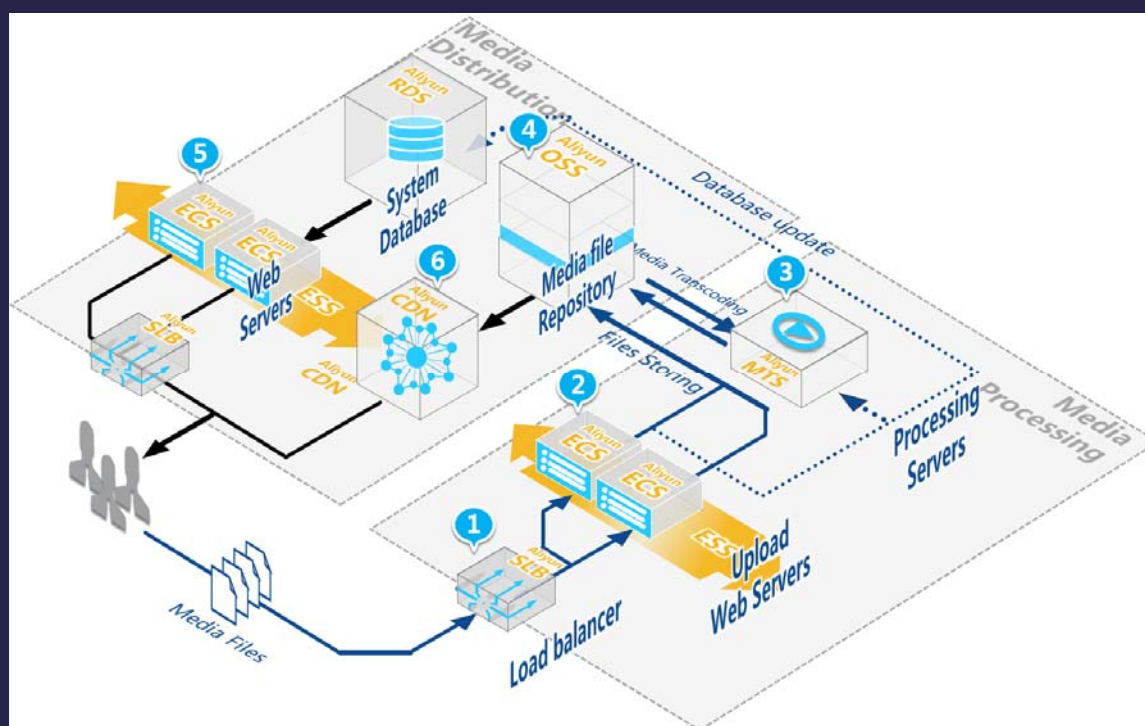 Media
Distribution
Aliyun
RDS
System
Database
4
Aliyun
OSS
Media file
Repository
Database update
5
Aliyun
ECS
Aliyun
ECS
Web
Servers
ESS
6
Aliyun
CDN
Aliyun
CDN
Aliyun
SLB
Media Transcoding
3
Aliyun
MTS
Files Storing
Processing
Servers
Media
Processing
2
Aliyun
ECS
Aliyun
ECS
ESS
Upload
Web Servers
1
Aliyun
SLB
Load balancer
Media Files